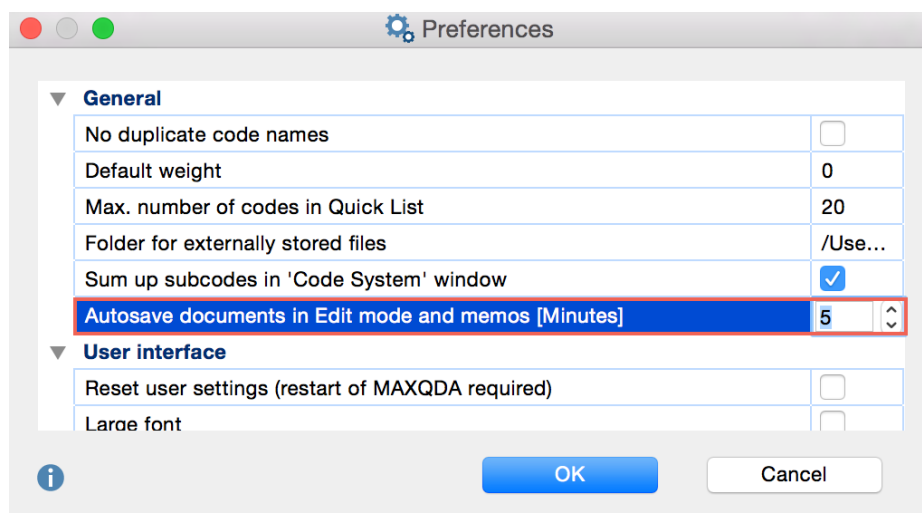 Preferences
General
No duplicate code names
Default weight 0
Max. number of codes in Quick List 20
Folder for externally stored files /Use...
Sum up subcodes in 'Code System' window
Autosave documents in Edit mode and memos [Minutes] 5
User interface
Reset user settings (restart of MAXQDA required)
Large font
OK Cancel